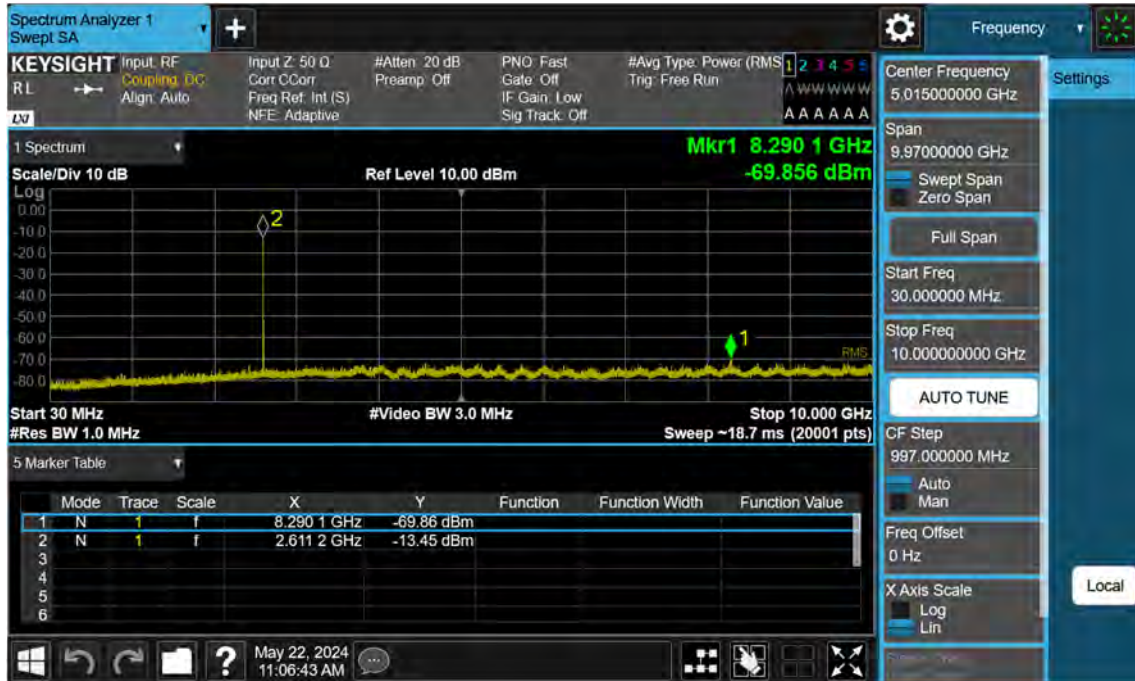 Spectrum Analyzer 1
Swept SA
+
Frequency
KEYSIGHT Input: RF Input Z: 50 Ω #Atten: 20 dB PNO: Fast #Avg Type: Power (RMS 1 2 3 4 5 6
RL Coupling: DC Corr CCorr Preamp: Off Gate: Off Trig: Free Run
Align: Auto Freq Ref: Int (S) IF Gain: Low A W W W W W
LXI NFE: Adaptive Sig Track: Off A A A A A A
1 Spectrum
Mkr1 8.290 1 GHz
Scale/Div 10 dB Ref Level 10.00 dBm -69.856 dBm
Log
0.00
2
-10.0
-20.0
-30.0
-40.0
-50.0
-60.0
1
-70.0
RMS
-80.0
Start 30 MHz #Video BW 3.0 MHz Stop 10.000 GHz
#Res BW 1.0 MHz Sweep ~18.7 ms (20001 pts)
5 Marker Table
Mode Trace Scale X Y Function Function Width Function Value
1 N 1 f 8.290 1 GHz -69.86 dBm
2 N 1 f 2.611 2 GHz -13.45 dBm
3
4
5
6
?
May 22, 2024
11:06:43 AM
Center Frequency
5.015000000 GHz
Settings
Span
9.97000000 GHz
Swept Span
Zero Span
Full Span
Start Freq
30.000000 MHz
Stop Freq
10.000000000 GHz
AUTO TUNE
CF Step
997.000000 MHz
Auto
Man
Freq Offset
0 Hz
X Axis Scale
Log
Lin
Local